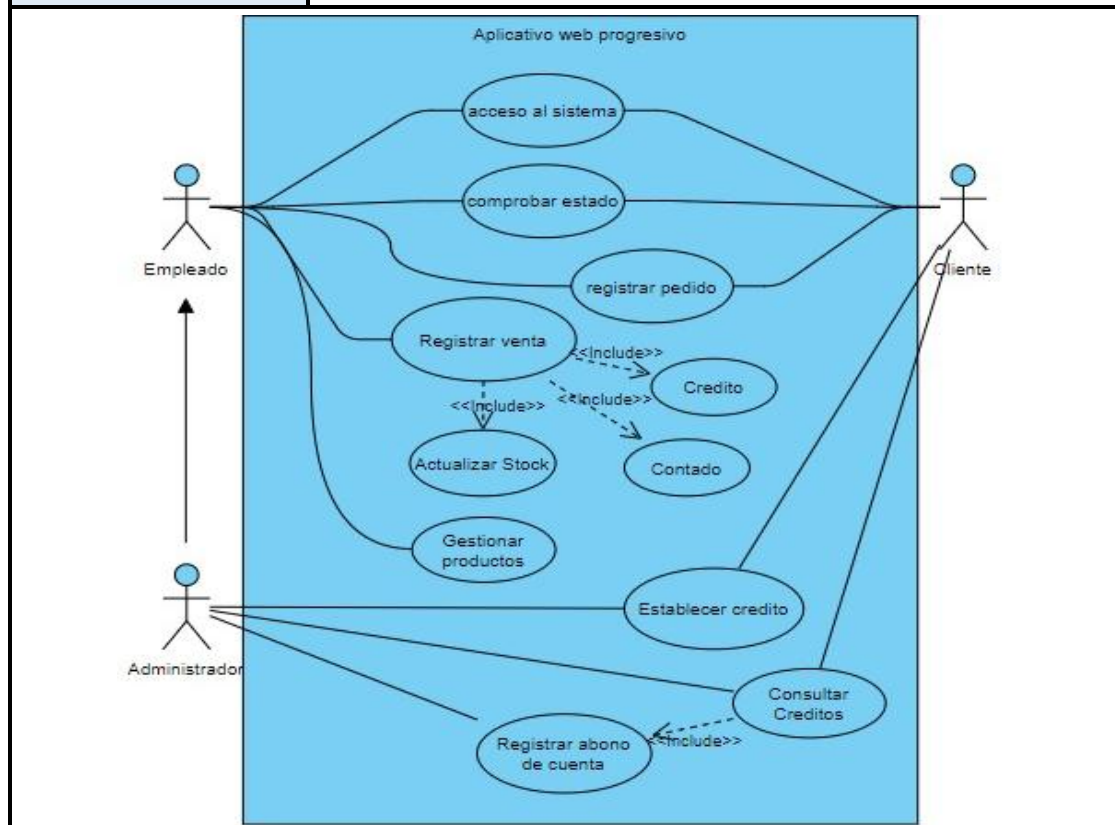 Aplicativo web progresivo
acceso al sistema
comprobar estado
Empleado
Cliente
registrar pedido
Registrar venta
<<Include>>
Credito
<<Include>>
<<Include>>
Actualizar Stock
Contado
Gestionar
productos
Establecer credito
Administrador
Consultar
Creditos
Registrar abono
de cuenta
<<Include>>